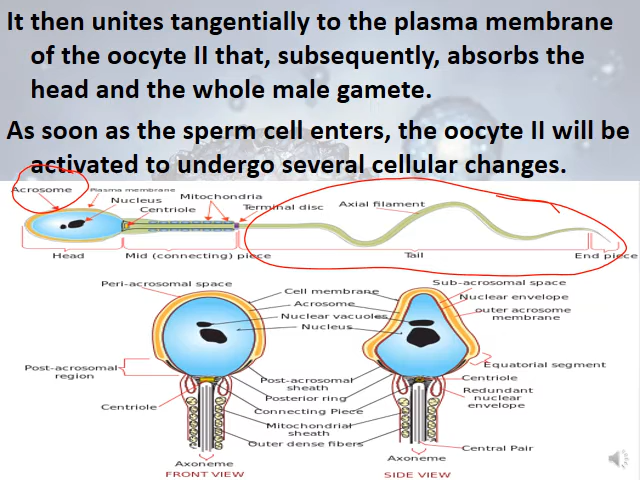 It then unites tangentially to the plasma membrane
of the oocyte II that, subsequently, absorbs the
head and the whole male gamete.
As soon as the sperm cell enters, the oocyte II will be
activated to undergo several cellular changes.
Acrosome
Plasma membrane
Nucleus
Mitochondria
Centriole
Terminal disc
Axial filament
Head
Mid (connecting) piece
Tail
End piece
Peri-acrosomal space
Cell membrane
Acrosome
Nuclear vacuoles
Nucleus
Sub-acrosomal space
Nuclear envelope
outer acrosome
membrane
Post-acrosomal
region
Equatorial segment
Post-acrosomal
sheath
Centriole
Posterior ring
Redundant
nuclear
envelope
Centriole
Connecting Piece
Mitochondrial
sheath
Outer dense fibers
Central Pair
Axoneme
Axoneme
FRONT VIEW
SIDE VIEW